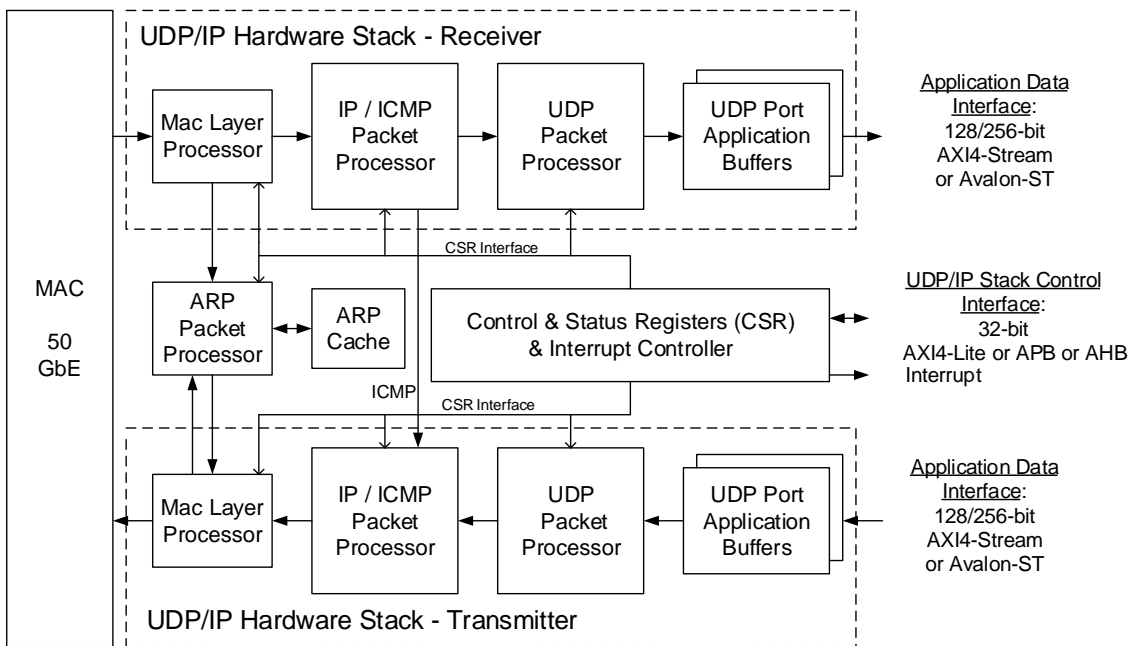 UDP/IP Hardware Stack - Receiver
Mac Layer
Processor
IP / ICMP
Packet
Processor
UDP
Packet
Processor
UDP Port
Application
Buffers
Application Data
Interface:
128/256-bit
AXI4-Stream
or Avalon-ST
CSR Interface
MAC
50
GbE
ARP
Packet
Processor
ARP
Cache
Control & Status Registers (CSR)
& Interrupt Controller
UDP/IP Stack Control
Interface:
32-bit
AXI4-Lite or APB or AHB
Interrupt
ICMP
CSR Interface
Mac Layer
Processor
IP / ICMP
Packet
Processor
UDP
Packet
Processor
UDP Port
Application
Buffers
Application Data
Interface:
128/256-bit
AXI4-Stream
or Avalon-ST
UDP/IP Hardware Stack - Transmitter